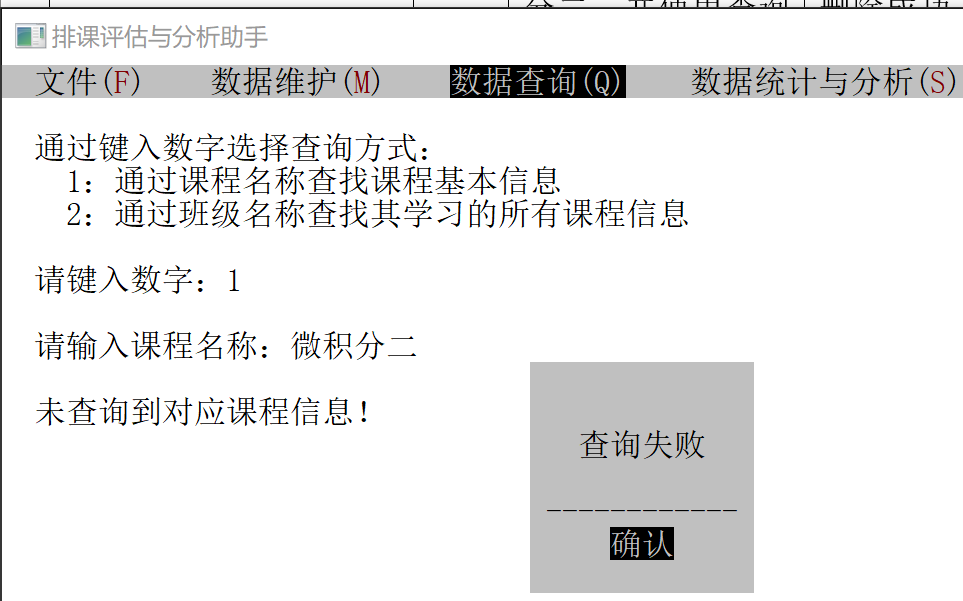 排课评估与分析助手
文件(F) 数据维护(M) 数据查询(Q) 数据统计与分析(S)
通过键入数字选择查询方式：
1：通过课程名称查找课程基本信息
2：通过班级名称查找其学习的所有课程信息
请键入数字：1
请输入课程名称：微积分二
未查询到对应课程信息！
查询失败
------------
确认